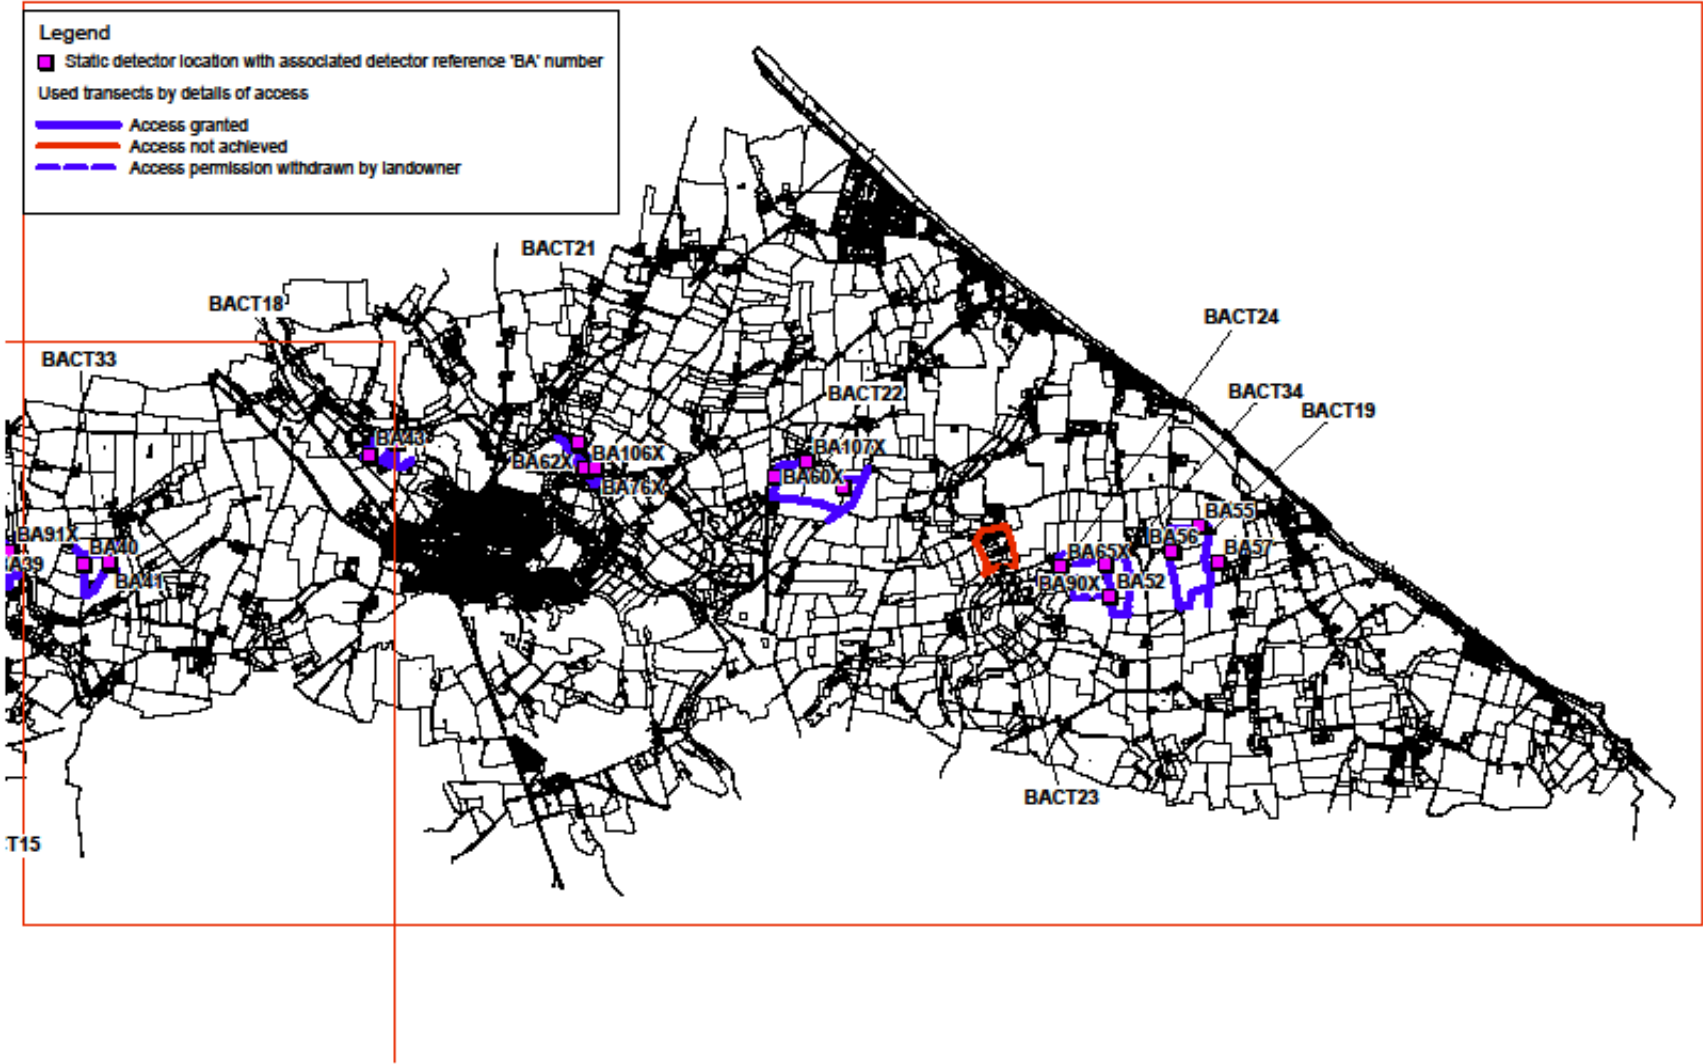 Legend
Static detector location with associated detector reference 'BA' number
Used transects by details of access
Access granted
Access not achieved
Access permission withdrawn by landowner
BACT21
BACT18
BACT24
BACT33
BACT34
BACT22
BACT19
BA43
BA106X
BA107X
BA62X
BA76X
BA60X
BA55
BA91X
BA56
BA40
BA65X
BA57
BA39
BA41
BA90X
BA52
BACT23
CT15